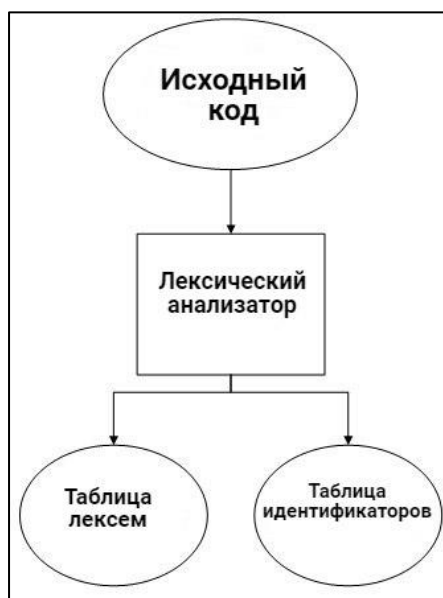 Исходный
код
Лексический
анализатор
Таблица
лексем
Таблица
идентификаторов